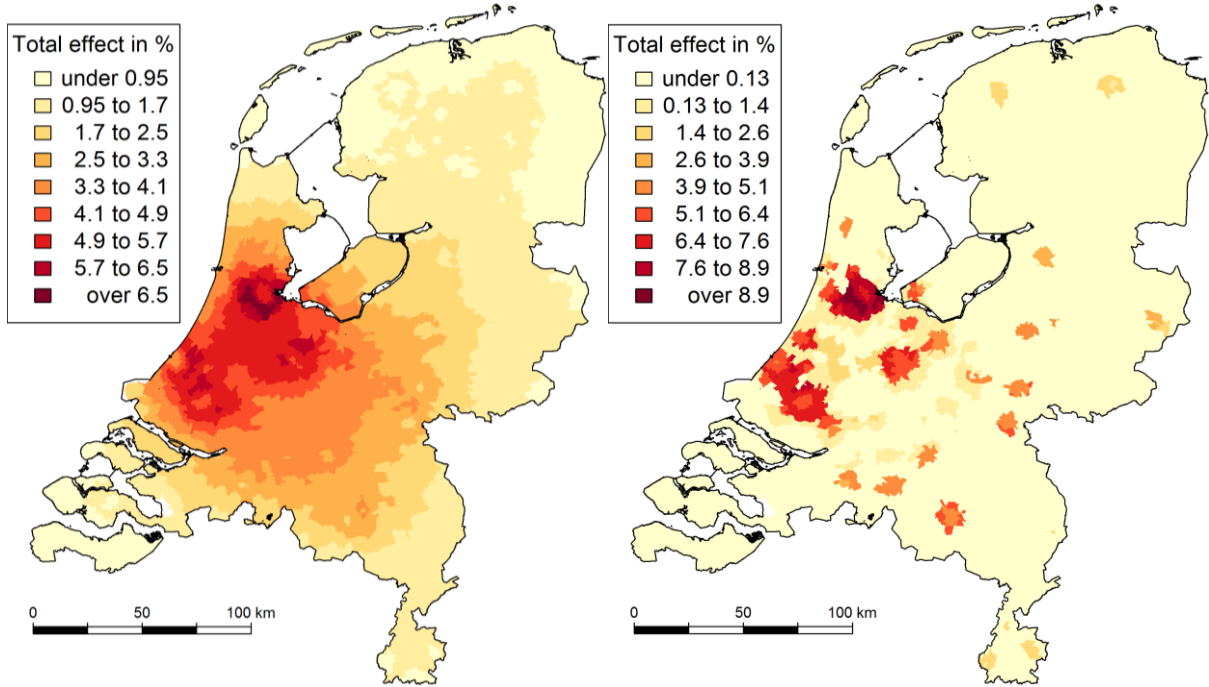 Total effect in %
under 0.95
0.95 to 1.7
1.7 to 2.5
2.5 to 3.3
3.3 to 4.1
4.1 to 4.9
4.9 to 5.7
5.7 to 6.5
over 6.5
0 50 100 km
Total effect in %
under 0.13
0.13 to 1.4
1.4 to 2.6
2.6 to 3.9
3.9 to 5.1
5.1 to 6.4
6.4 to 7.6
7.6 to 8.9
over 8.9
0 50 100 km